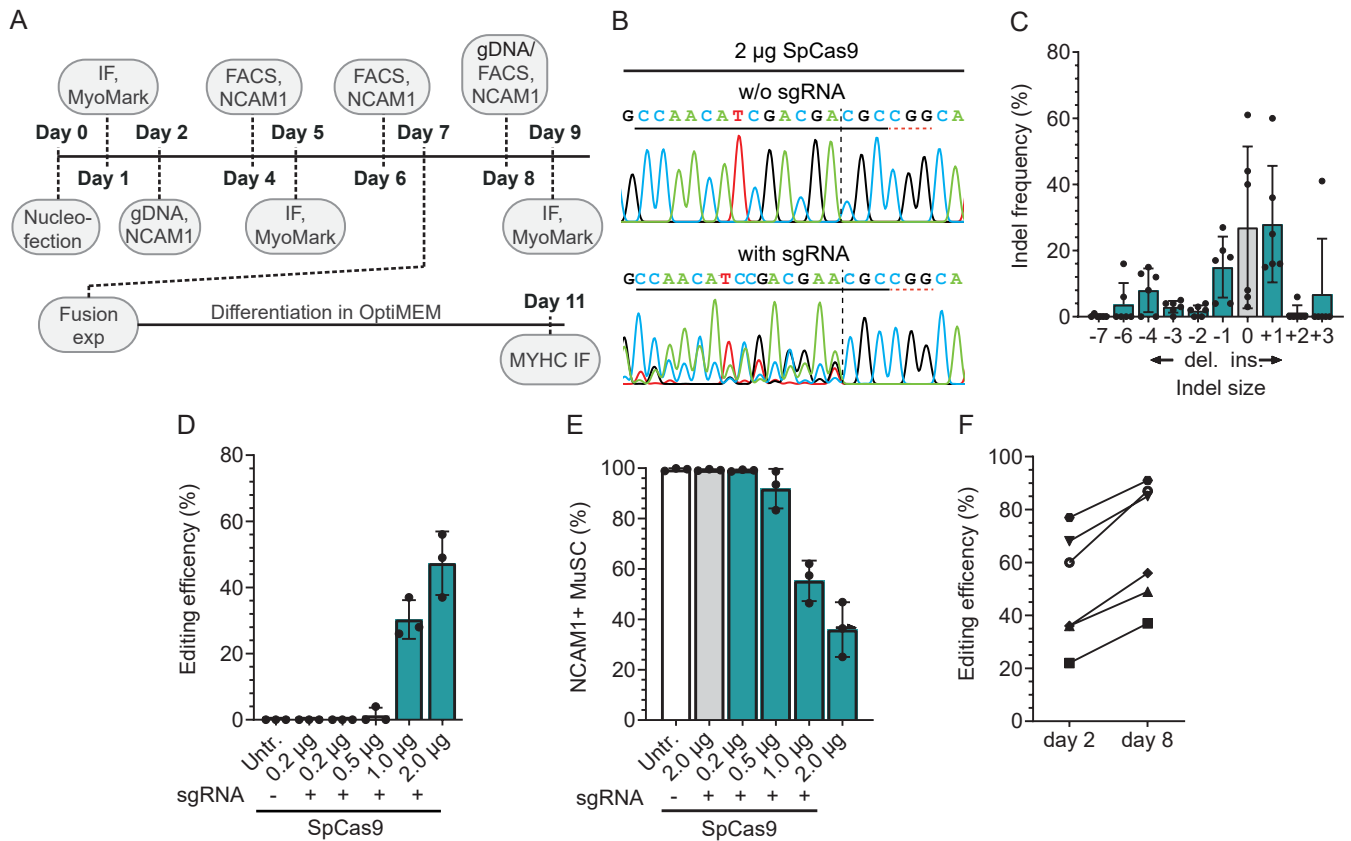 A
IF,
MyoMark
FACS,
NCAM1
FACS,
NCAM1
gDNA/
FACS,
NCAM1
Day 0
Day 2
Day 5
Day 7
Day 9
Day 1
Day 4
Day 6
Day 8
Nucleo-
fection
gDNA,
NCAM1
IF,
MyoMark
IF,
MyoMark
Fusion
exp
Differentiation in OptiMEM
Day 11
MYHC IF
B
2 µg SpCas9
w/o sgRNA
GCCAACATCGACGACGCCCGGCA
with sgRNA
GCCAACATCCGACGAACGCCCGGCA
C
Indel frequency (%)
80
60
40
20
0
-7 -6 -4 -3 -2 -1 0 +1 +2 +3
del. ins.
Indel size
D
Editing efficency (%)
80
60
40
20
0
Untr. 0.2 µg 0.2 µg 0.5 µg 1.0 µg 2.0 µg
sgRNA - + + + +
SpCas9
E
NCAM1+ MuSC (%)
100
80
60
40
20
0
Untr. 2.0 µg 0.2 µg 0.5 µg 1.0 µg 2.0 µg
sgRNA - + + + +
SpCas9
F
Editing efficency (%)
100
80
60
40
20
0
day 2 day 8